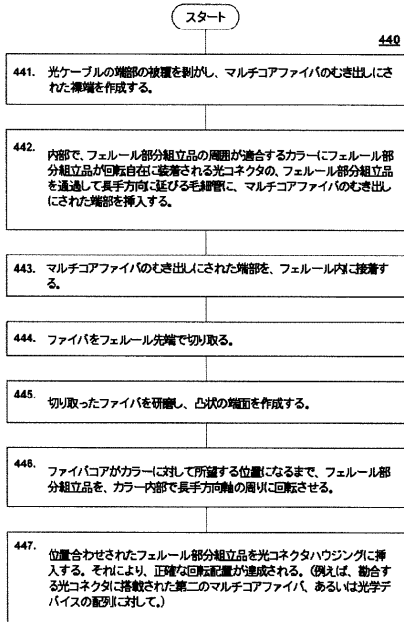 スタート
440
441. 光ケーブルの端部の被覆を剥がし、マルチコアファイバのむき出しにさ
れた裸端を作成する。
442. 内部で、フェルール部分組立品の周囲が適合するカラーにフェルール部
分組立品が回転自在に装着される光コネクタの、フェルール部分組立品
を通過して長手方向に延びる毛細管に、マルチコアファイバのむき出し
にされた端部を挿入する。
443. マルチコアファイバのむき出しにされた端部を、フェルール内に接着す
る。
444. ファイバをフェルール先端で切り取る。
445. 切り取ったファイバを研磨し、凸状の端面を作成する。
446. ファイバコアがカラーに対して所望する位置になるまで、フェルール部
分組立品を、カラー内部で長手方向軸の周りに回転させる。
447. 位置合わせされたフェルール部分組立品を光コネクタハウジングに挿
入する。それにより、正確な回転配置が達成される。(例えば、勘合す
る光コネクタに搭載された第二のマルチコアファイバ、あるいは光学デ
バイスの配列に対して。)